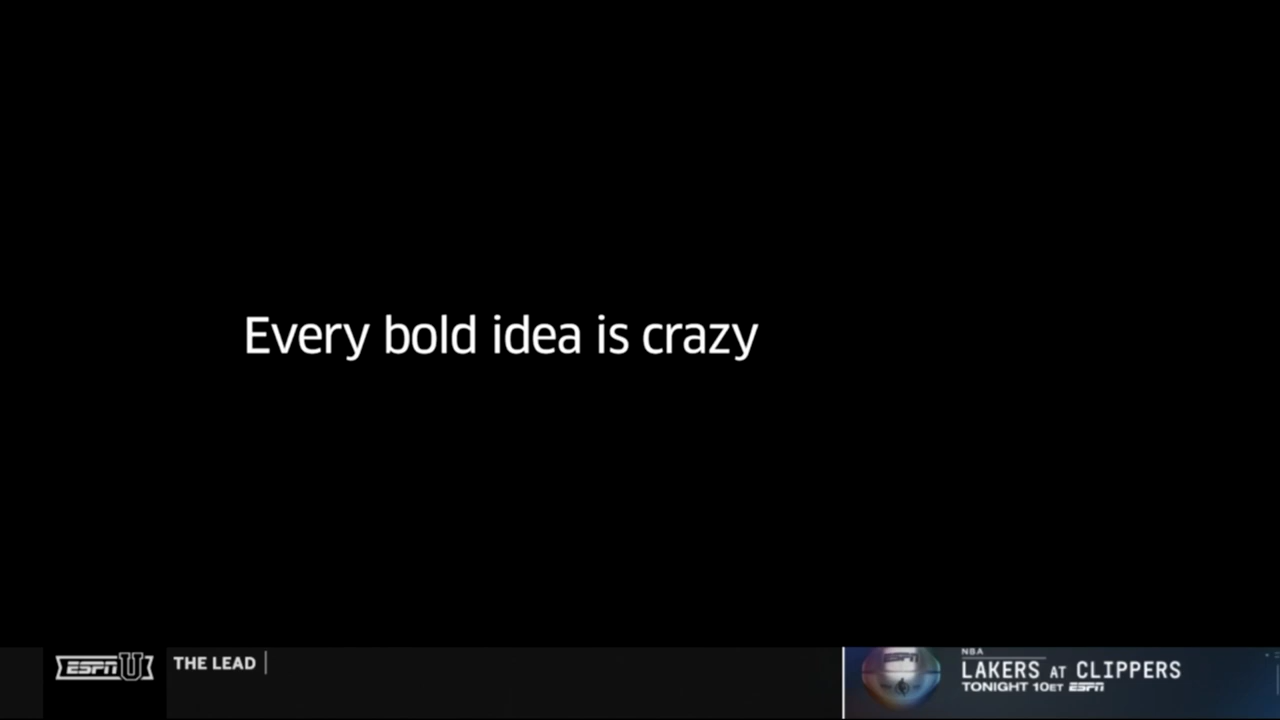 Every bold idea is crazy
ESPN U
THE LEAD
NBA
LAKERS AT CLIPPERS
TONIGHT 10ET ESPN